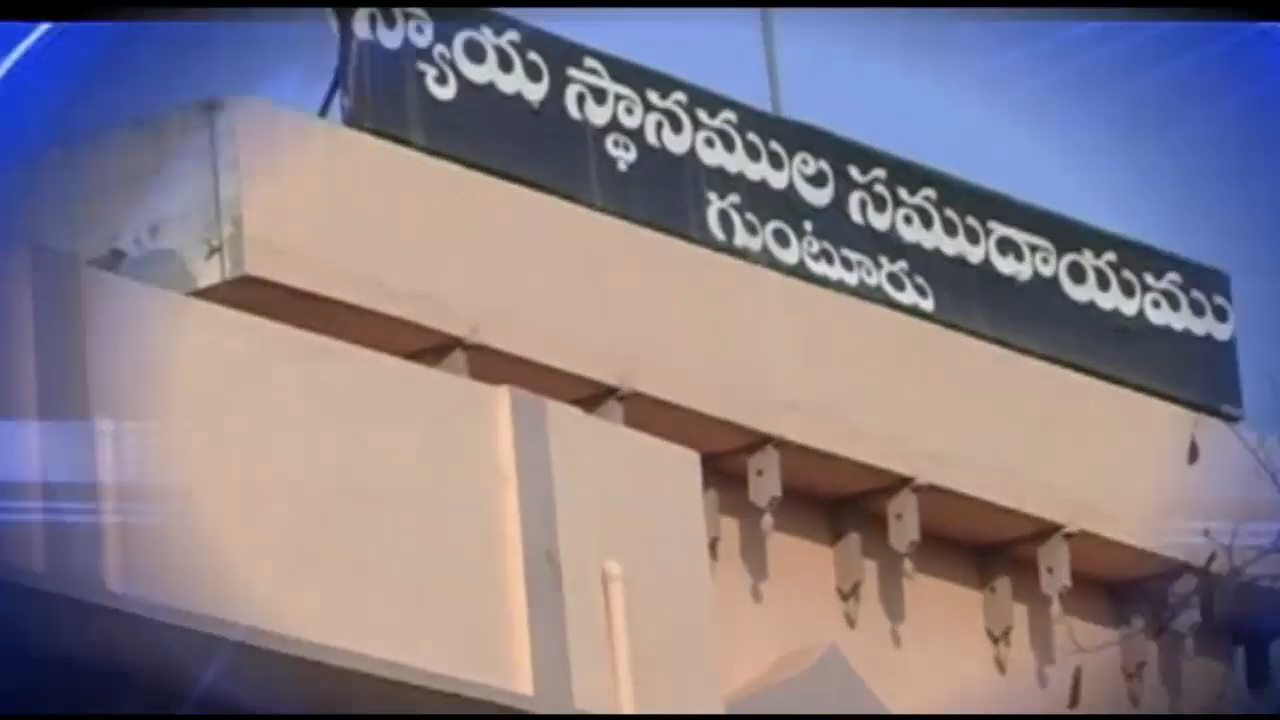 న్యాయ స్థానముల సముదాయము
గుంటూరు